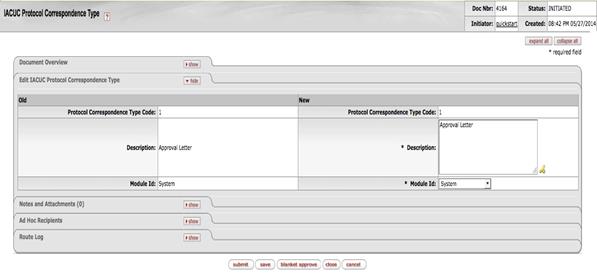 IACUC Protocol Correspondence Type ?
Doc Nbr: 4164 Status: INITIATED
Initiator: quickstart Created: 08:42 PM 05/27/2014
expand all collapse all
* required field
Document Overview show
Edit IACUC Protocol Correspondence Type hide
Old New
Protocol Correspondence Type Code: 1 Protocol Correspondence Type Code: 1
Description: Approval Letter * Description: Approval Letter
Module Id: System * Module Id: System
Notes and Attachments (0) show
Ad Hoc Recipients show
Route Log show
submit save blanket approve close cancel